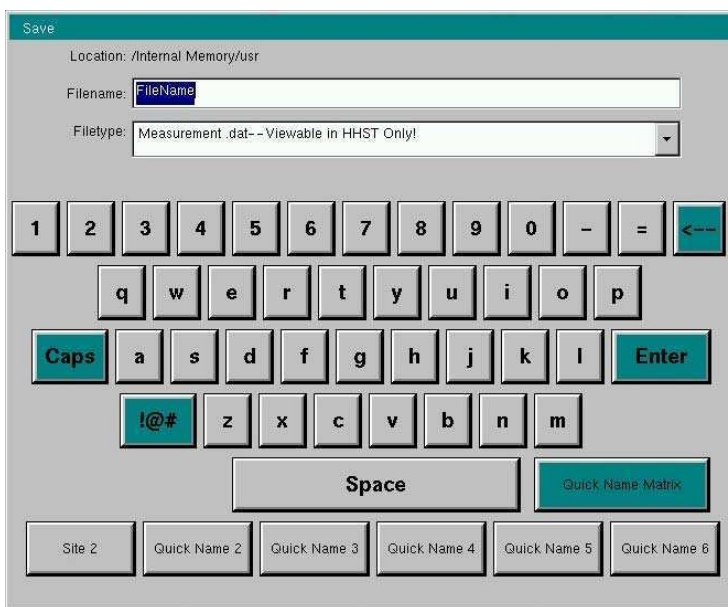 Save
Location: /Internal Memory/usr
Filename: FileName
Filetype: Measurement .dat--Viewable in HHST Only!
1 2 3 4 5 6 7 8 9 0 - = <--
q w e r t y u i o p
Caps a s d f g h j k l Enter
!@# z x c v b n m
Space Quick Name Matrix
Site 2 Quick Name 2 Quick Name 3 Quick Name 4 Quick Name 5 Quick Name 6